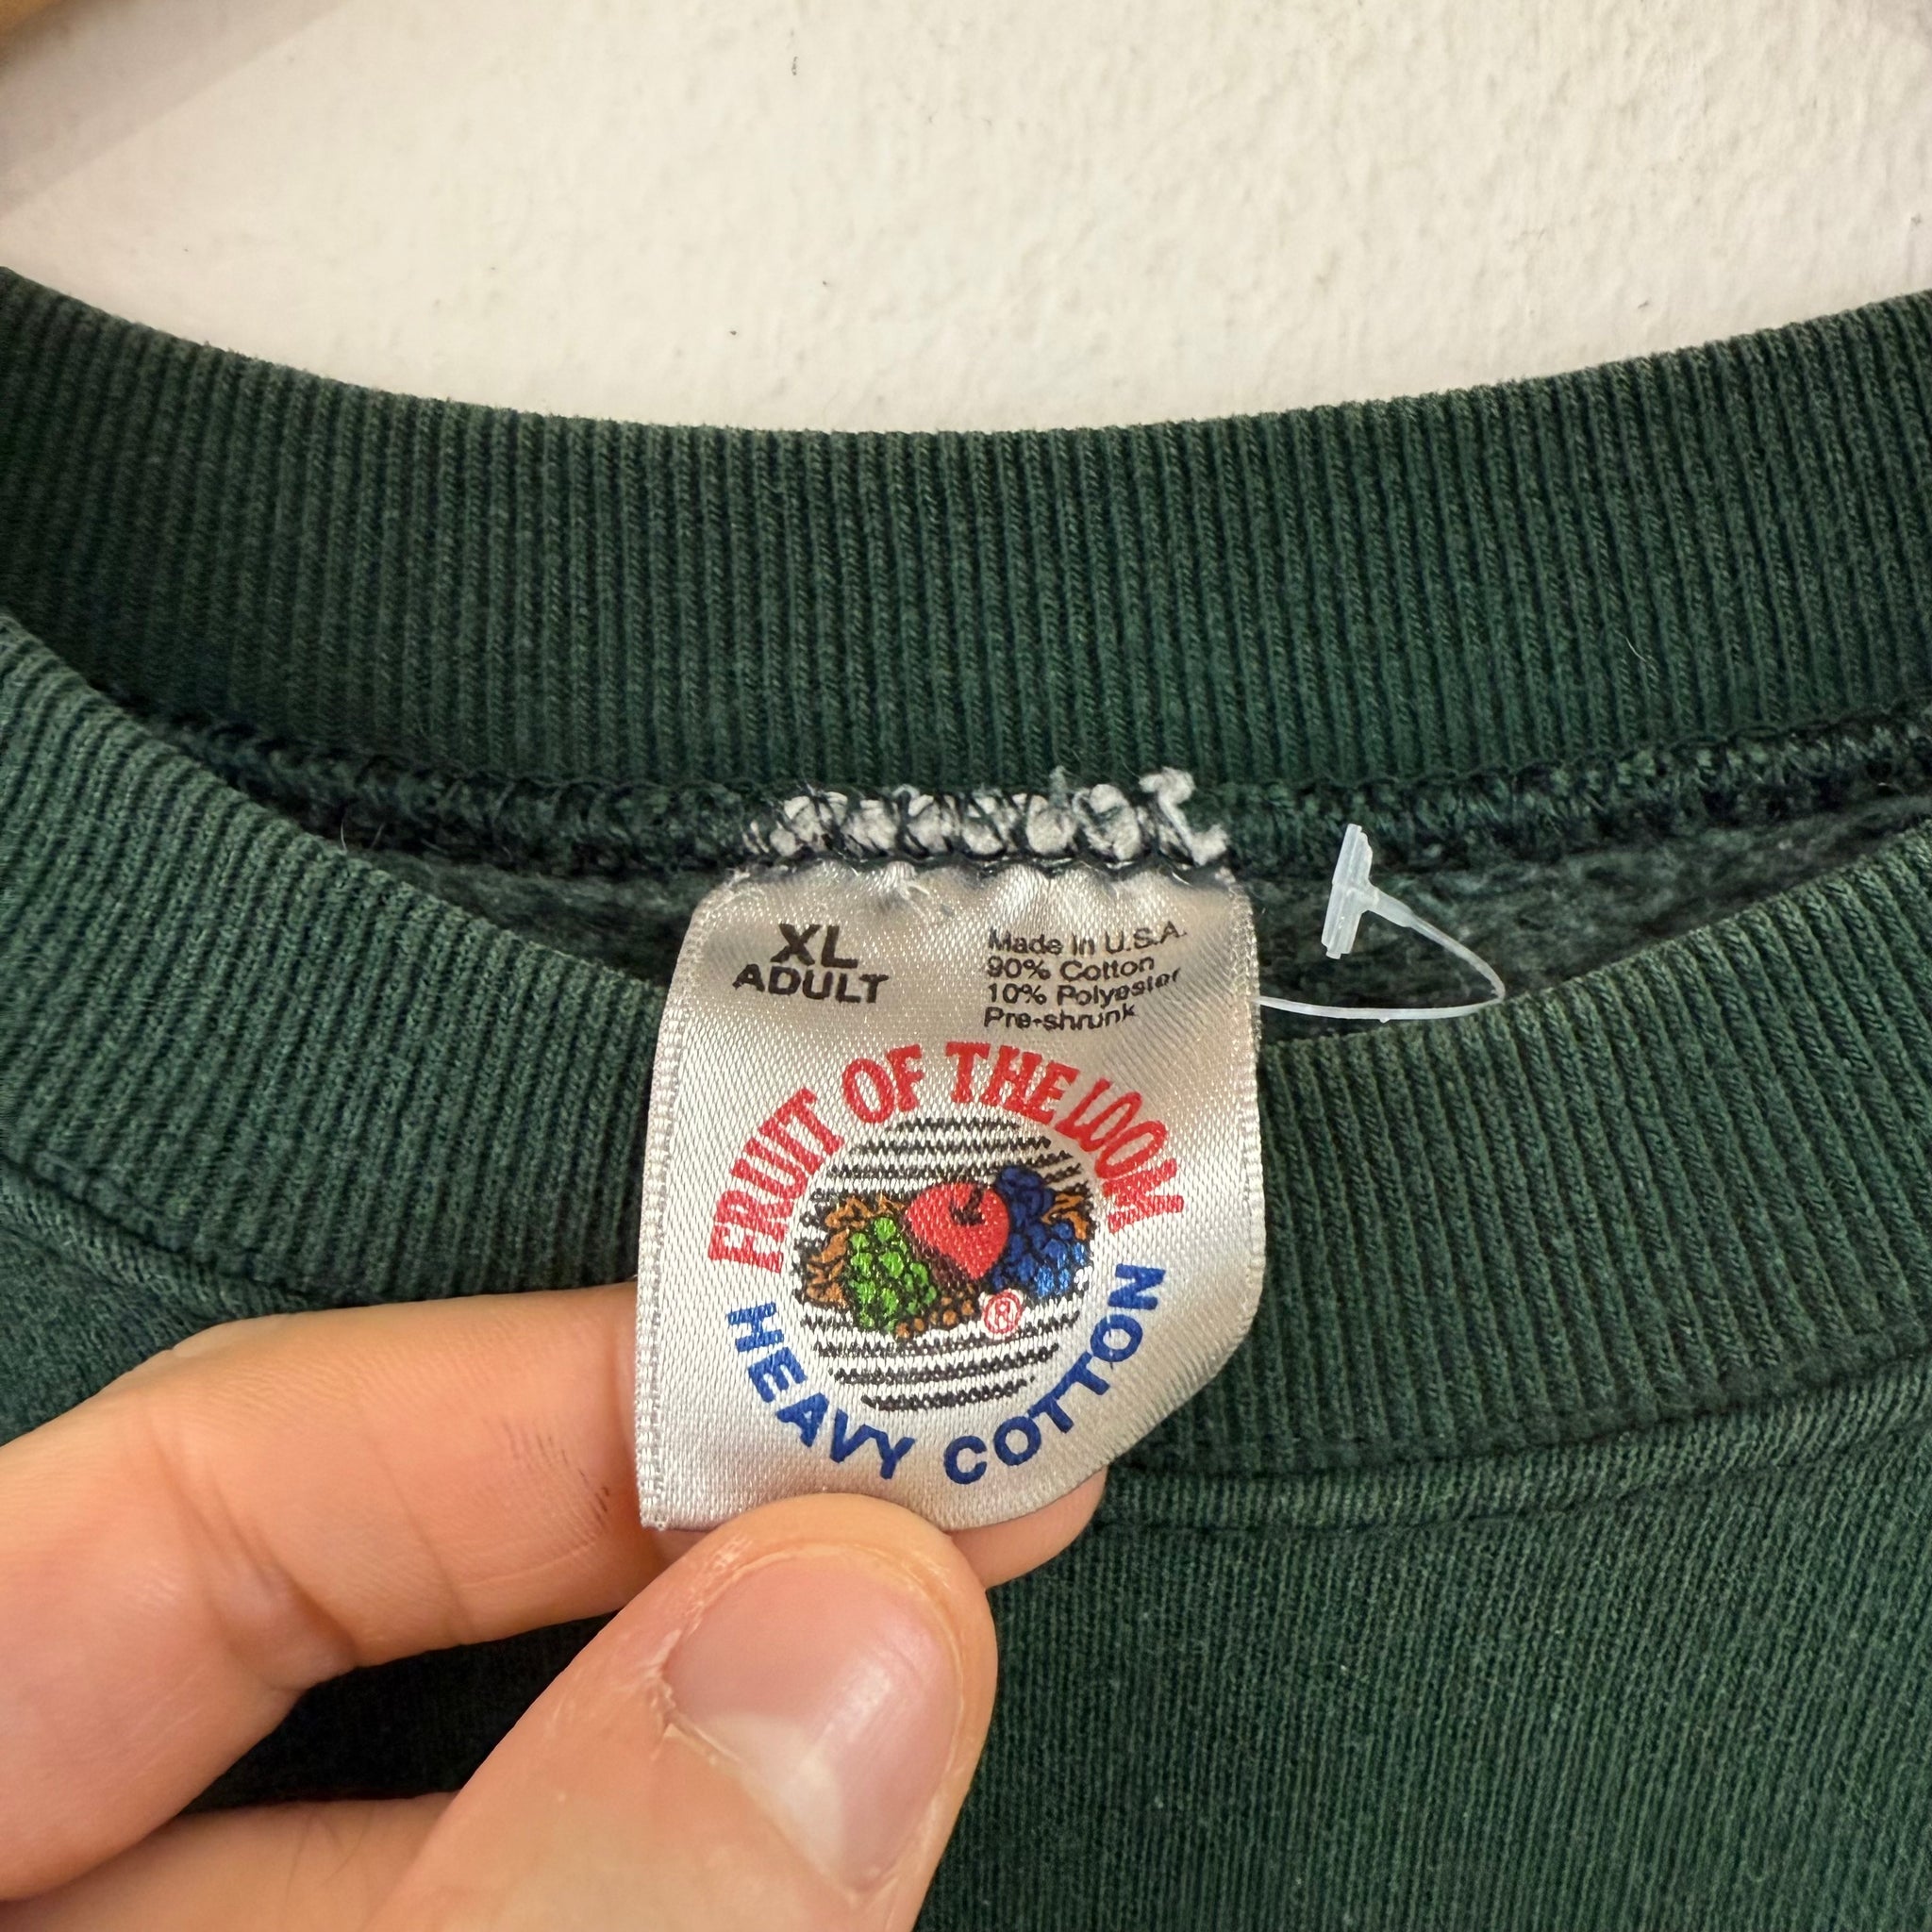 XL
ADULT
Made in U.S.A.
90% Cotton
10% Polyester
Pre-shrunk
FRUIT OF THE LOOM
®
HEAVY COTTON